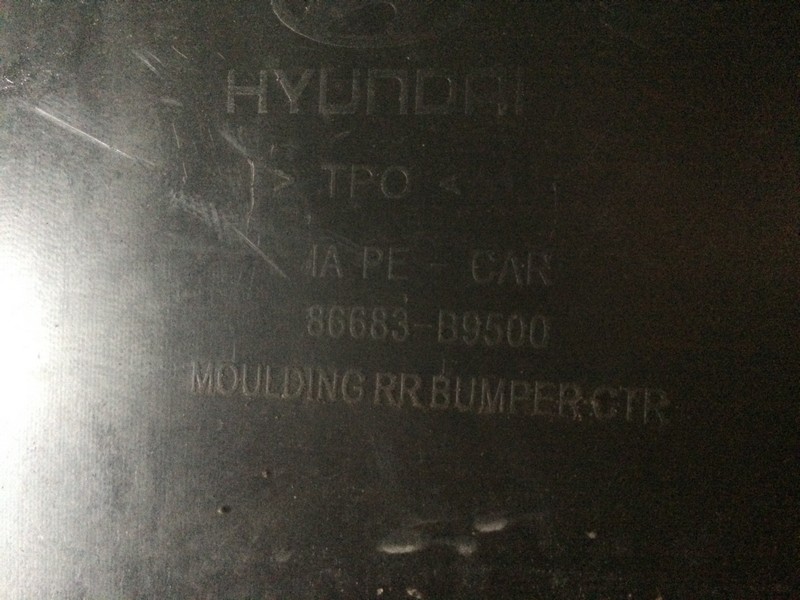 HYUNDAI
> TPO <
IA PE - CAR
86683-B9500
MOULDING RR BUMPER CTR